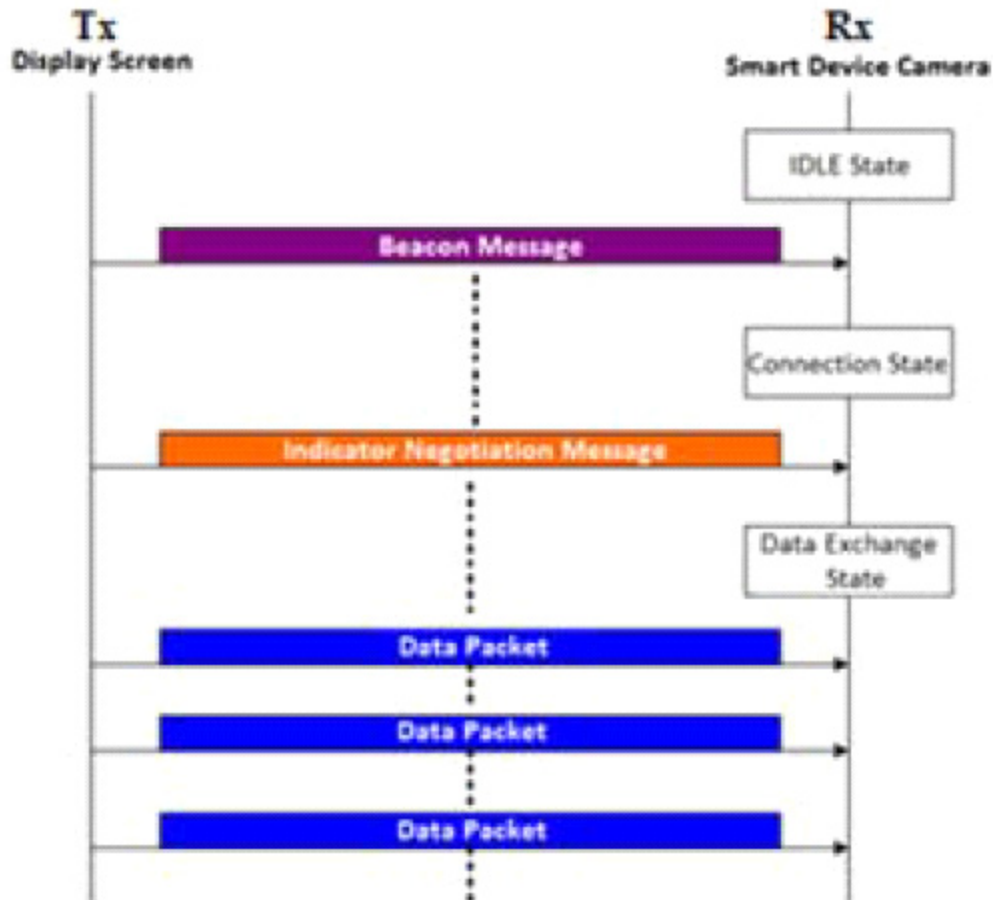 Tx
Display Screen
Rx
Smart Device Camera
IDLE State
Beacon Message
Connection State
Indicator Negotiation Message
Data Exchange
State
Data Packet
Data Packet
Data Packet